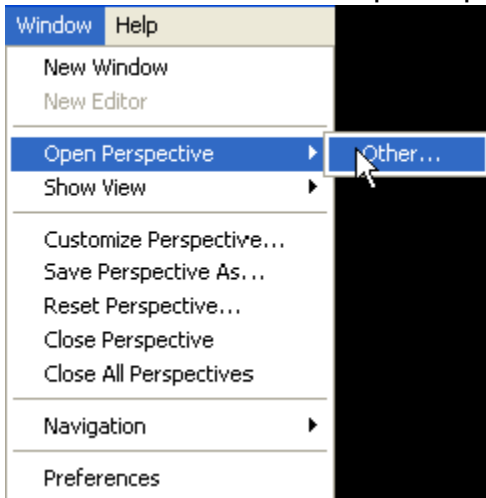 Window Help
New Window
New Editor
Open Perspective Other...
Show View
Customize Perspective...
Save Perspective As...
Reset Perspective...
Close Perspective
Close All Perspectives
Navigation
Preferences